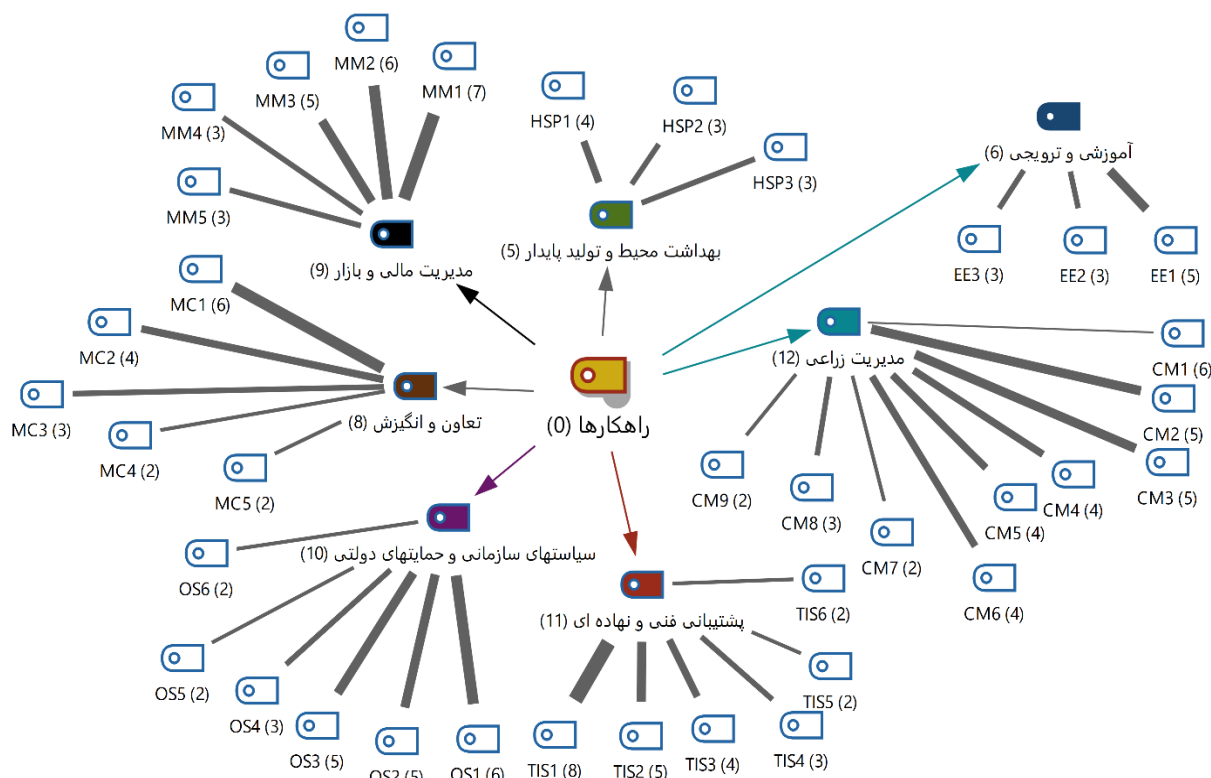 MM2 (6)
MM3 (5)
MM1 (7)
MM4 (3)
MM5 (3)
مدیریت مالی و بازار (9)
HSP1 (4)
HSP2 (3)
HSP3 (3)
بهداشت محیط و تولید پایدار (5)
آموزشی و ترویجی (6)
EE3 (3)
EE2 (3)
EE1 (5)
MC1 (6)
MC2 (4)
MC3 (3)
MC4 (2)
MC5 (2)
تعاون و انگیزش (8)
راهکارها (0)
مدیریت زراعی (12)
CM1 (6)
CM2 (5)
CM3 (5)
CM4 (4)
CM5 (4)
CM6 (4)
CM7 (2)
CM8 (3)
CM9 (2)
سیاستهای سازمانی و حمایتهای دولتی (10)
OS6 (2)
OS5 (2)
OS4 (3)
OS3 (5)
OS2 (5)
OS1 (6)
پشتیبانی فنی و نهاده ای (11)
TIS6 (2)
TIS5 (2)
TIS4 (3)
TIS3 (4)
TIS2 (5)
TIS1 (8)